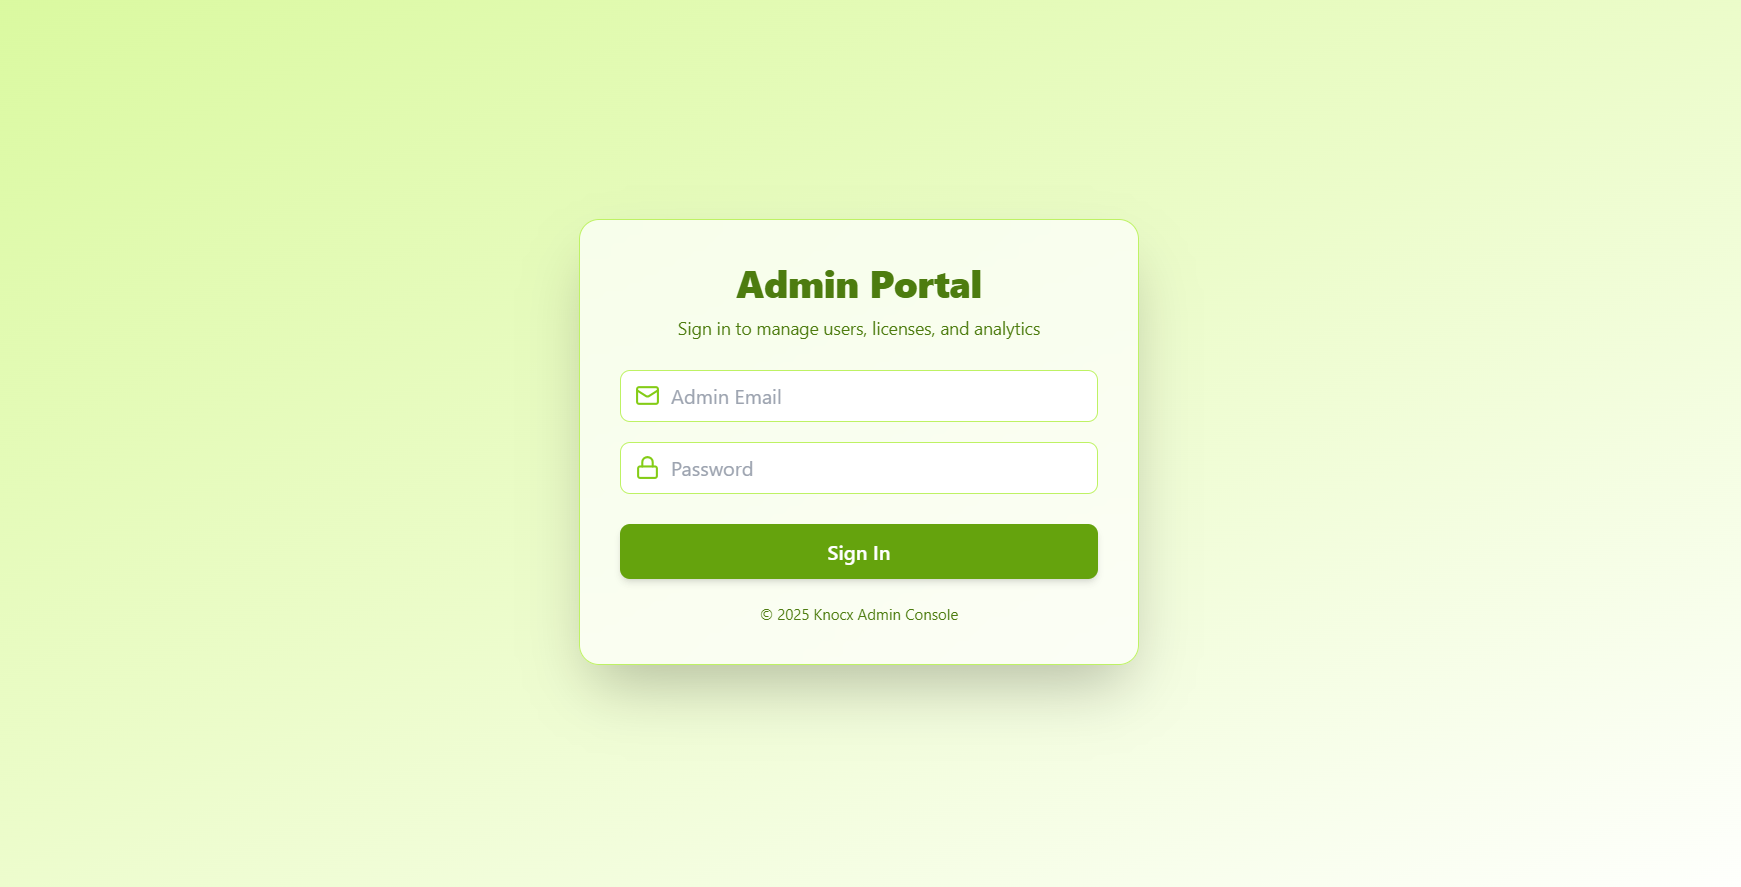 Admin Portal
Sign in to manage users, licenses, and analytics
Admin Email
Password
Sign In
© 2025 Knocx Admin Console